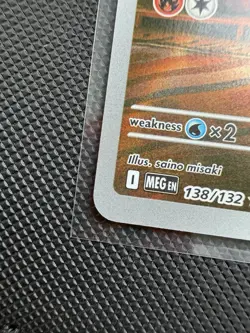 weakness ×2
Illus. saino misaki
I MEG EN 138/132